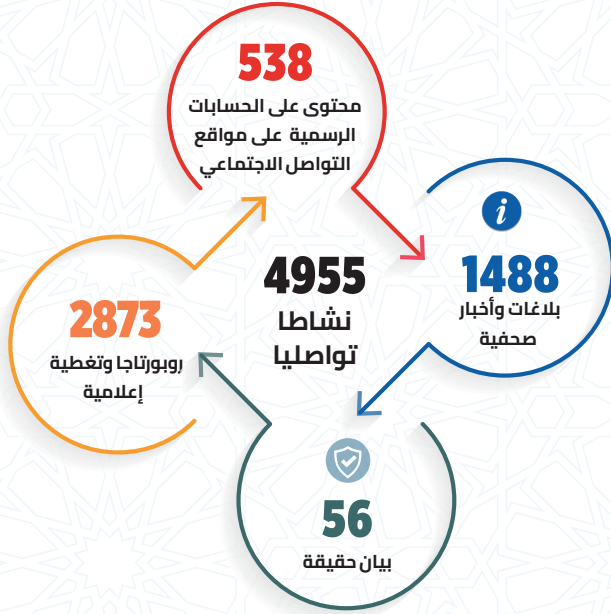 538
محتوى على الحسابات
الرسمية على مواقع
التواصل الاجتماعي
i
1488
بلاغات وأخبار
صحفية
4955
نشاطا
تواصليا
2873
روبورتاجا وتغطية
إعلامية
56
بيان حقيقة